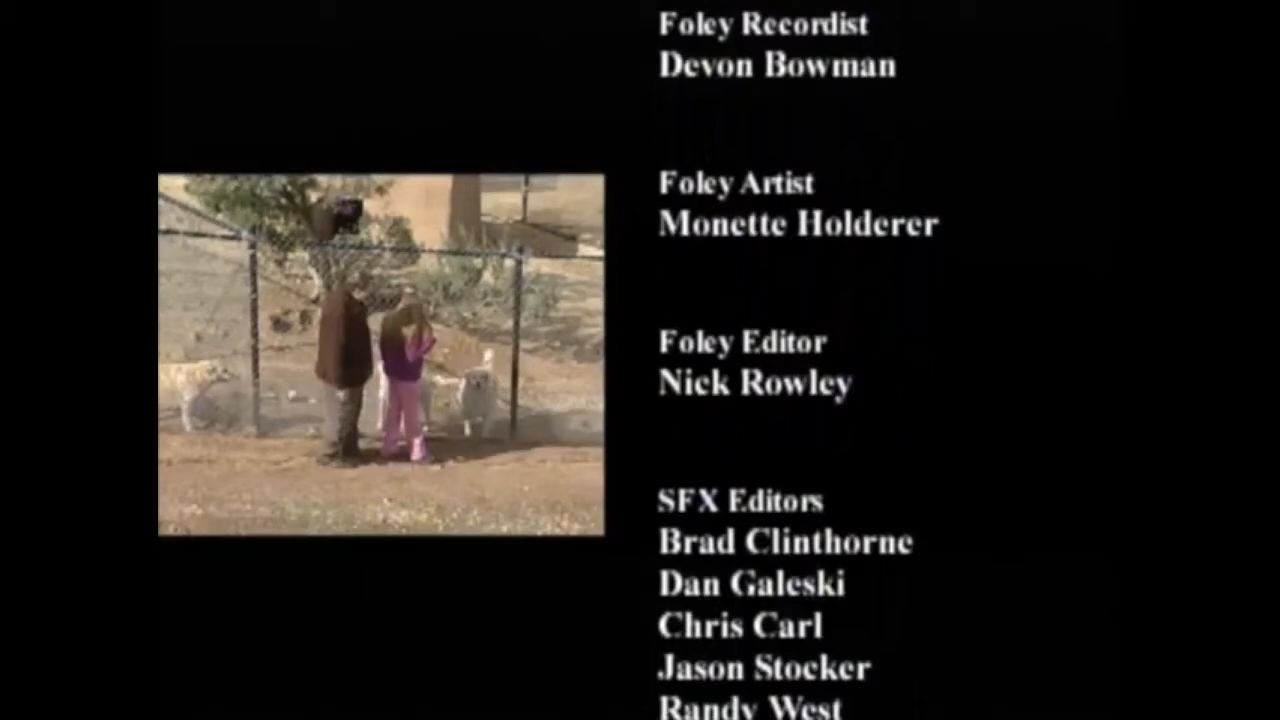 Foley Recordist
Devon Bowman
Foley Artist
Monette Holderer
Foley Editor
Nick Rowley
SFX Editors
Brad Clinthorne
Dan Galeski
Chris Carl
Jason Stocker
Randy West